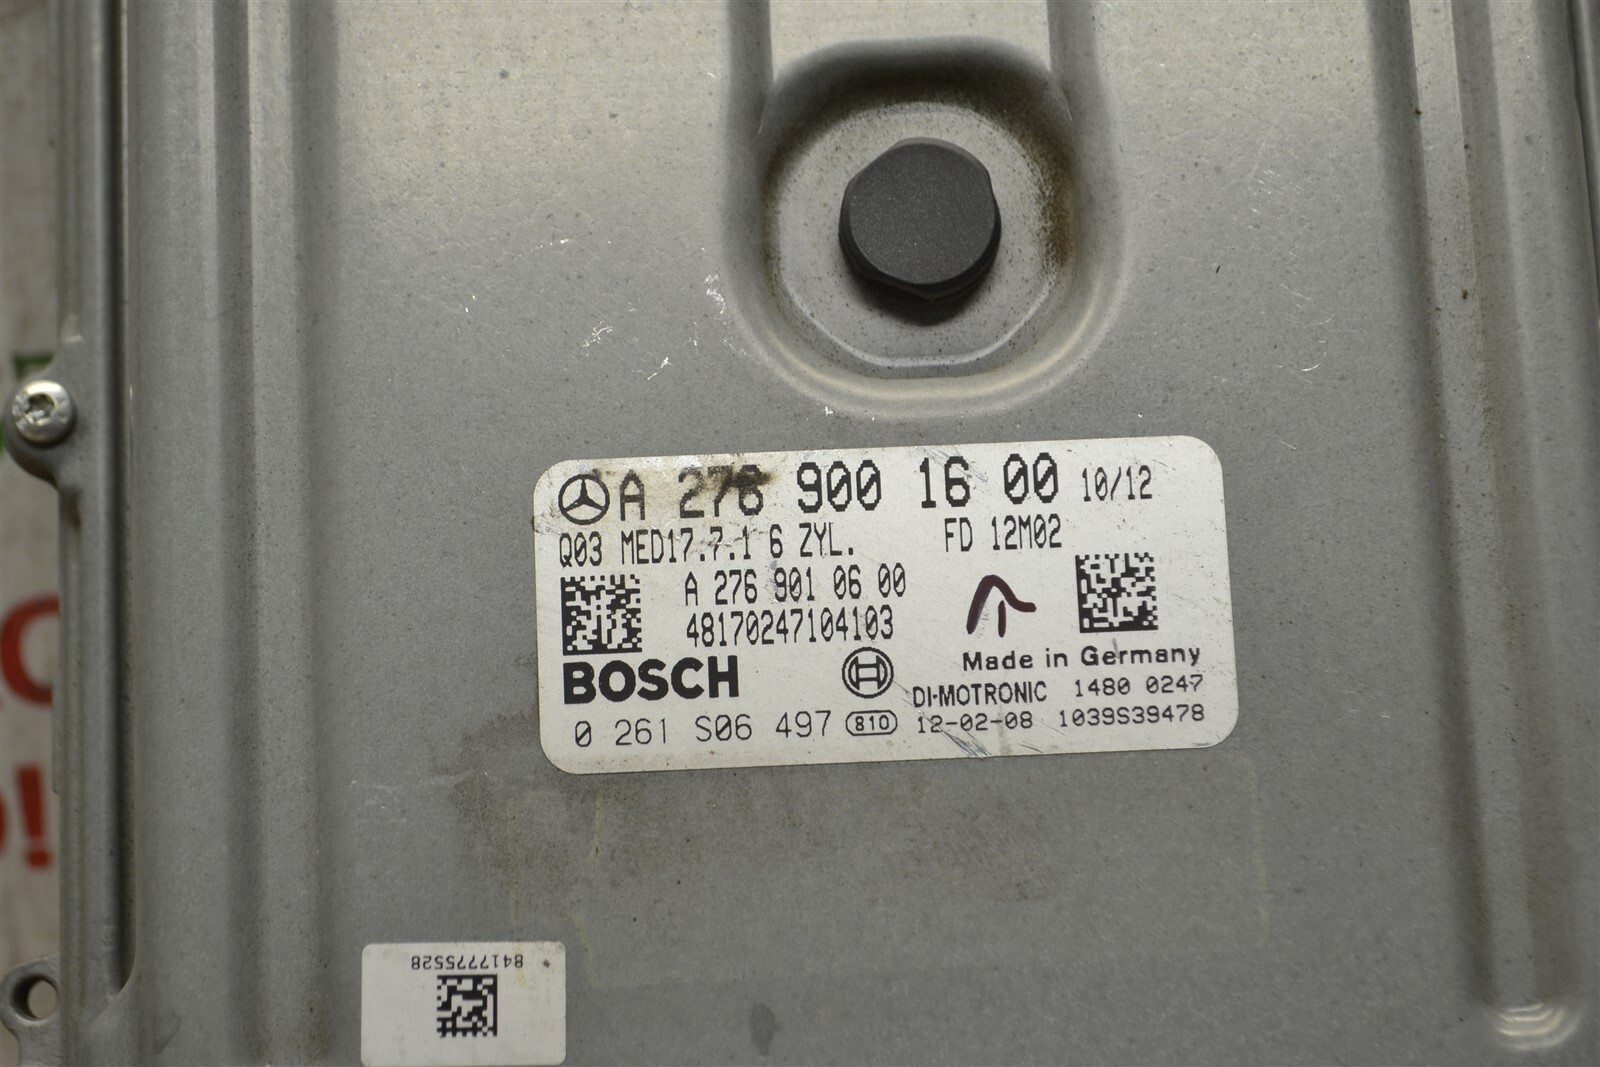 A 276 900 16 00 10/12
Q03 MED17.7.1 6 ZYL. FD 12M02
A 276 901 06 00
48170247104103
BOSCH
Made in Germany
DI-MOTRONIC 1480 0247
0 261 S06 497 810 12-02-08 1039S39478
84177775528